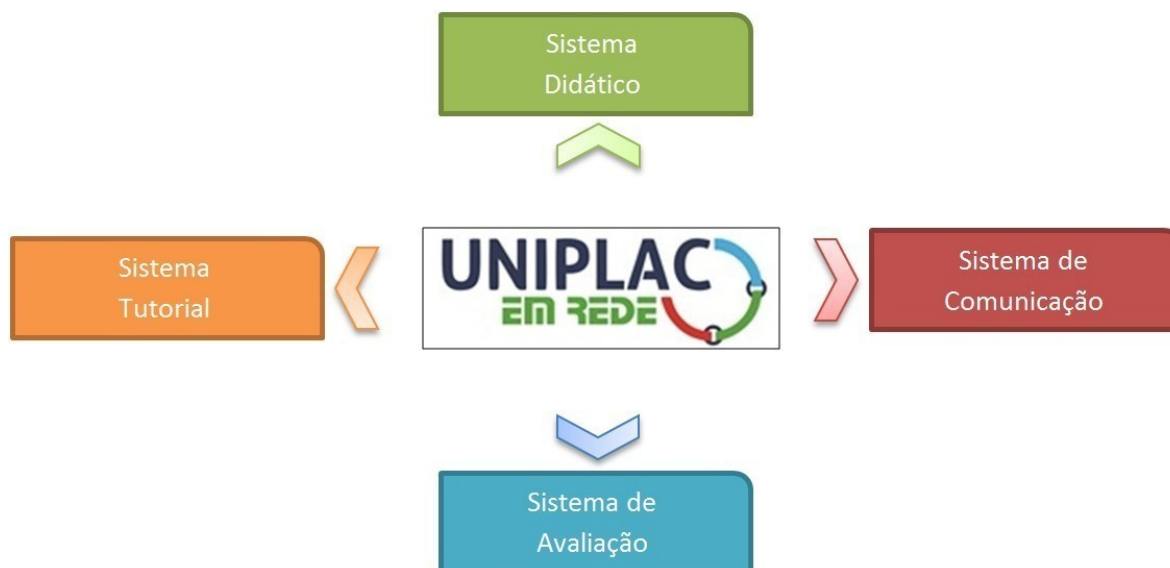 Sistema
Didático
Sistema
Tutorial
UNIPLAC
EM REDE
Sistema de
Comunicação
Sistema de
Avaliação